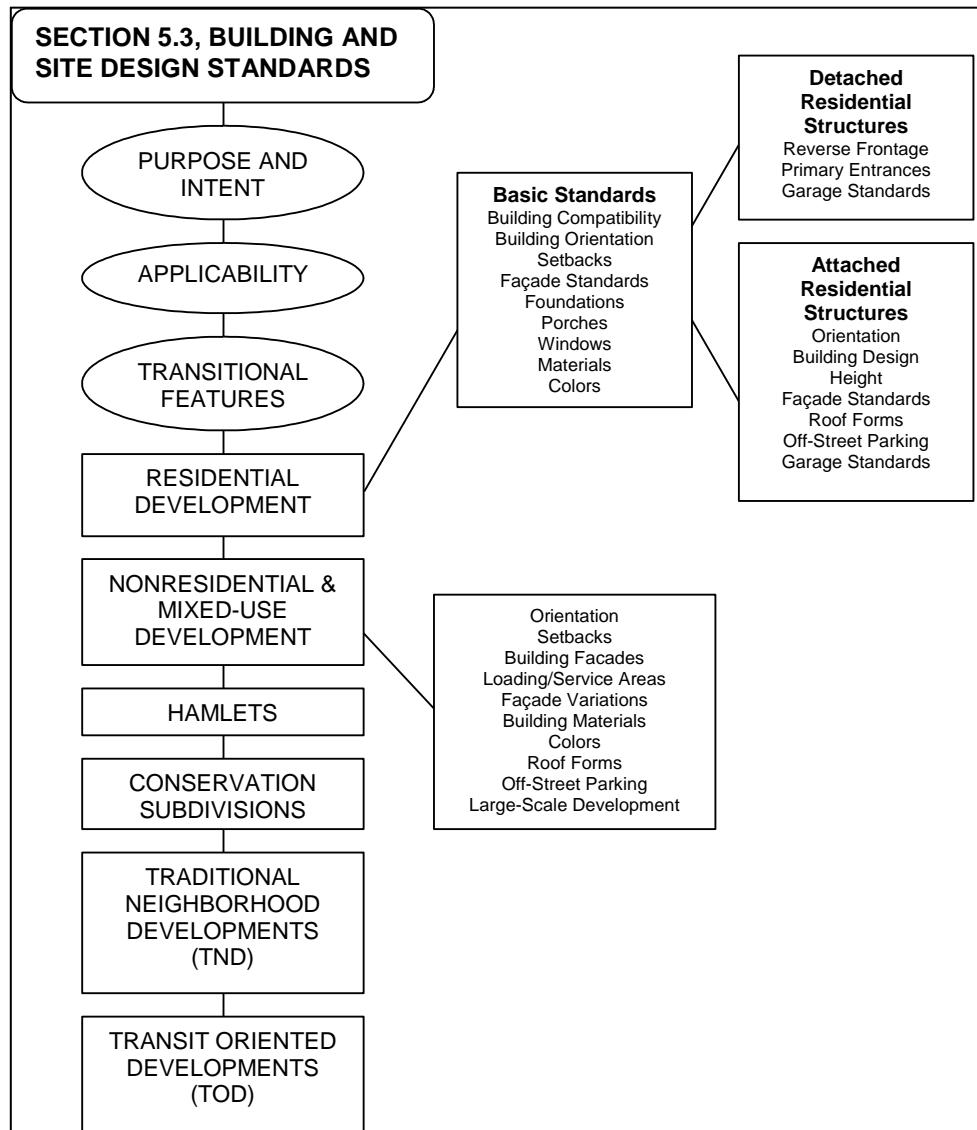 SECTION 5.3, BUILDING AND
SITE DESIGN STANDARDS
PURPOSE AND
INTENT
APPLICABILITY
TRANSITIONAL
FEATURES
RESIDENTIAL
DEVELOPMENT
NONRESIDENTIAL &
MIXED-USE
DEVELOPMENT
HAMLETS
CONSERVATION
SUBDIVISIONS
TRADITIONAL
NEIGHBORHOOD
DEVELOPMENTS
(TND)
TRANSIT ORIENTED
DEVELOPMENTS
(TOD)
Basic Standards
Building Compatibility
Building Orientation
Setbacks
Façade Standards
Foundations
Porches
Windows
Materials
Colors
Detached
Residential
Structures
Reverse Frontage
Primary Entrances
Garage Standards
Attached
Residential
Structures
Orientation
Building Design
Height
Façade Standards
Roof Forms
Off-Street Parking
Garage Standards
Orientation
Setbacks
Building Facades
Loading/Service Areas
Façade Variations
Building Materials
Colors
Roof Forms
Off-Street Parking
Large-Scale Development